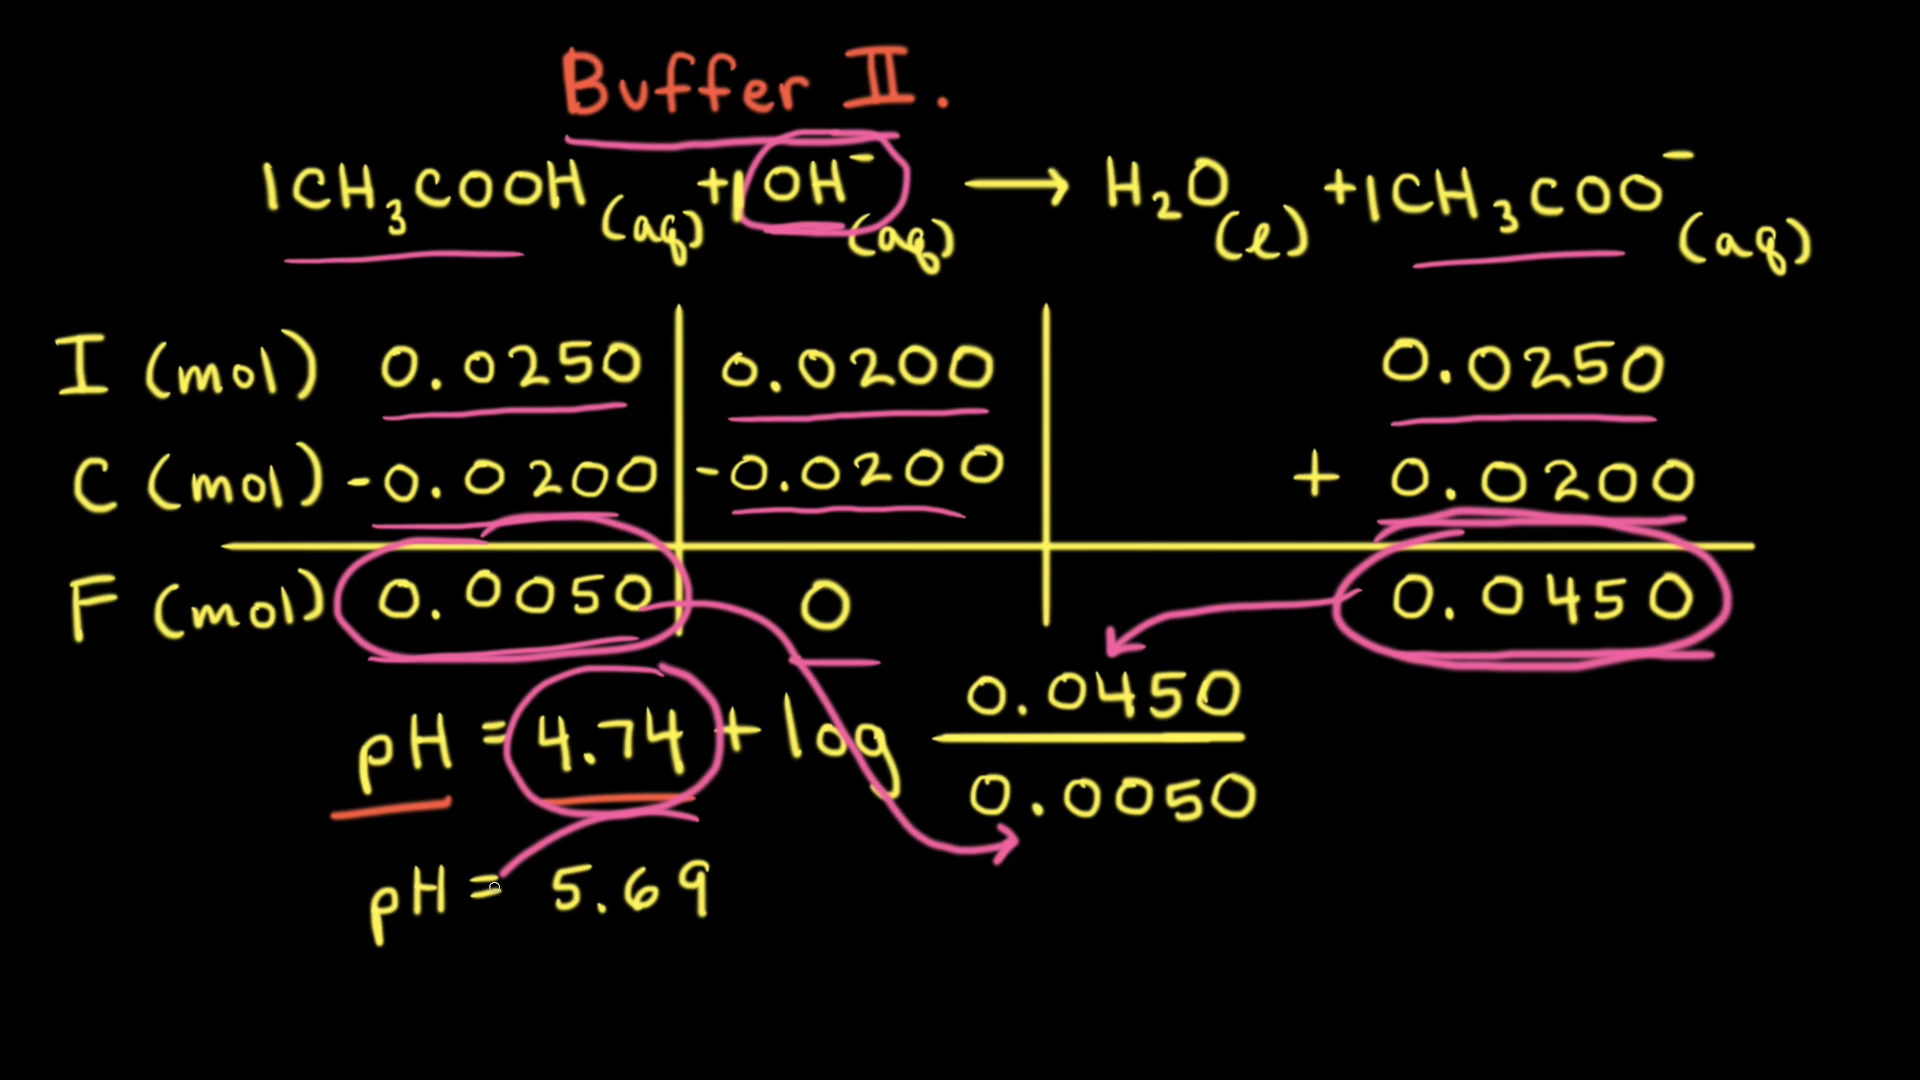 Buffer II.
1CH₃COOH(aq) + 1OH⁻(aq) → H₂O(l) + 1CH₃COO⁻(aq)
I (mol) 0.0250 0.0200 0.0250
C (mol) -0.0200 -0.0200 + 0.0200
F (mol) 0.0050 0 0.0450
pH = 4.74 + log 0.0450
0.0050
pH = 5.69